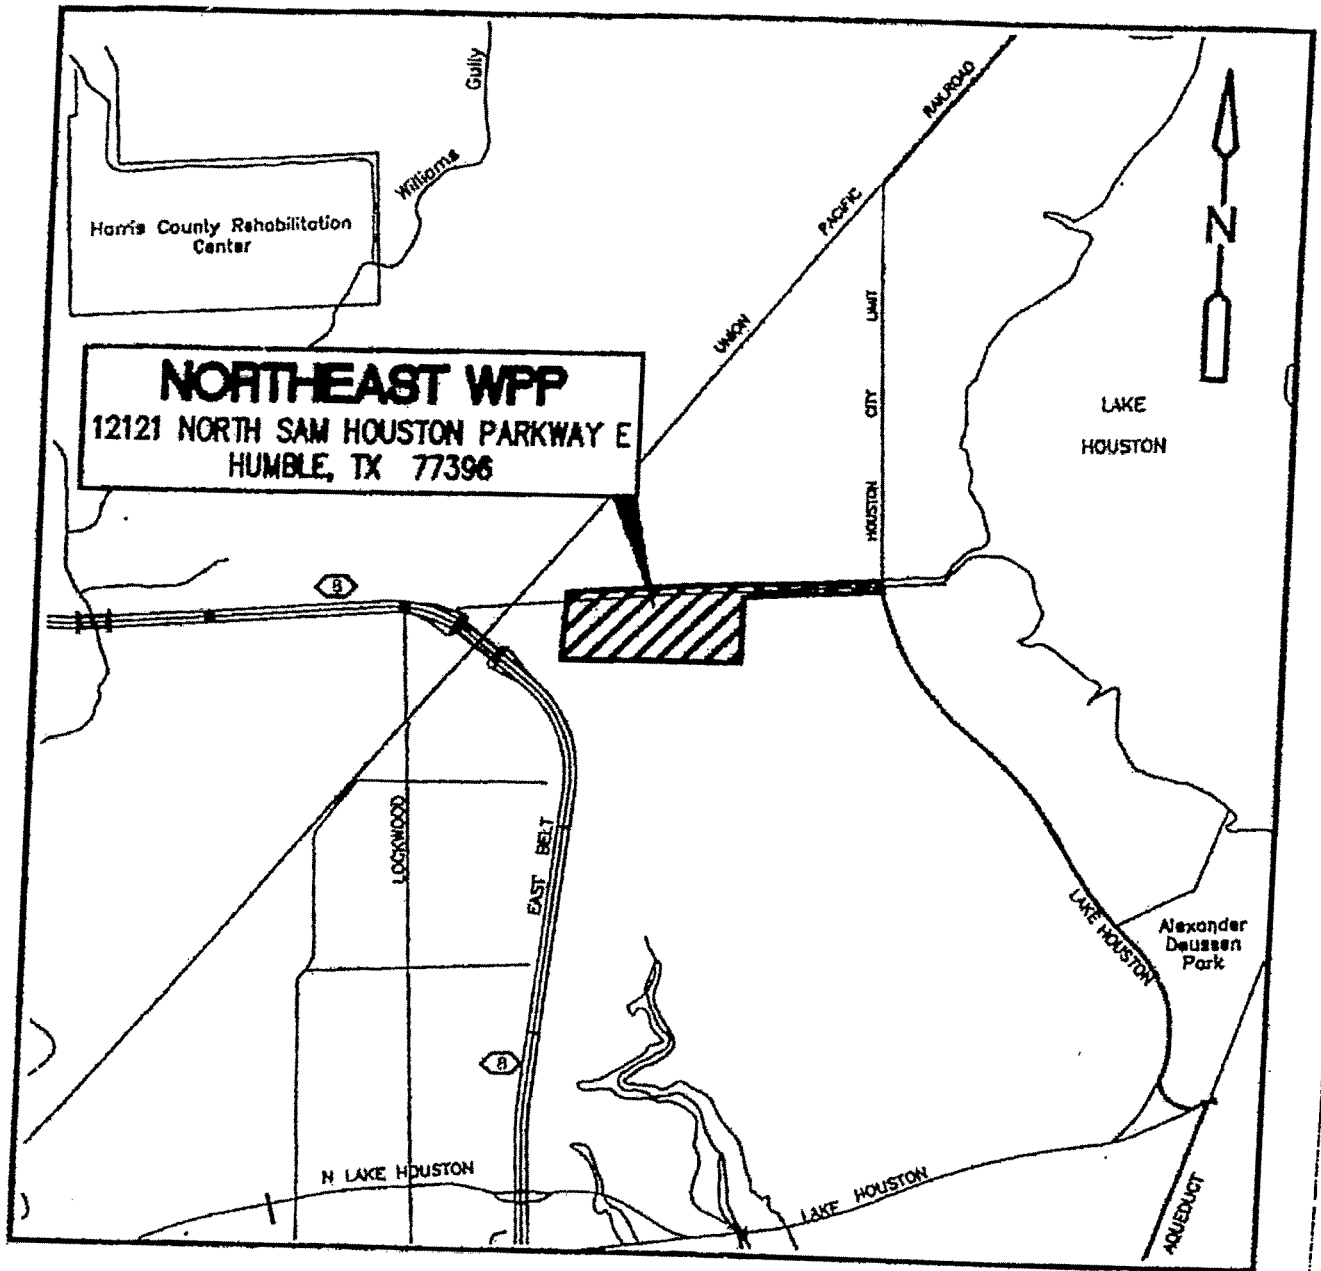 Gully
Williams
Harris County Rehabilitation
Center
UNION
PACIFIC
RAILROAD
N
HOUSTON
CITY
LIMIT
LAKE
HOUSTON
NORTHEAST WPP
12121 NORTH SAM HOUSTON PARKWAY E
HUMBLE, TX 77396
8
LOCKWOOD
EAST BELT
8
LAKE HOUSTON
Alexander
Deussen
Park
N LAKE HOUSTON
LAKE HOUSTON
AQUEDUCT